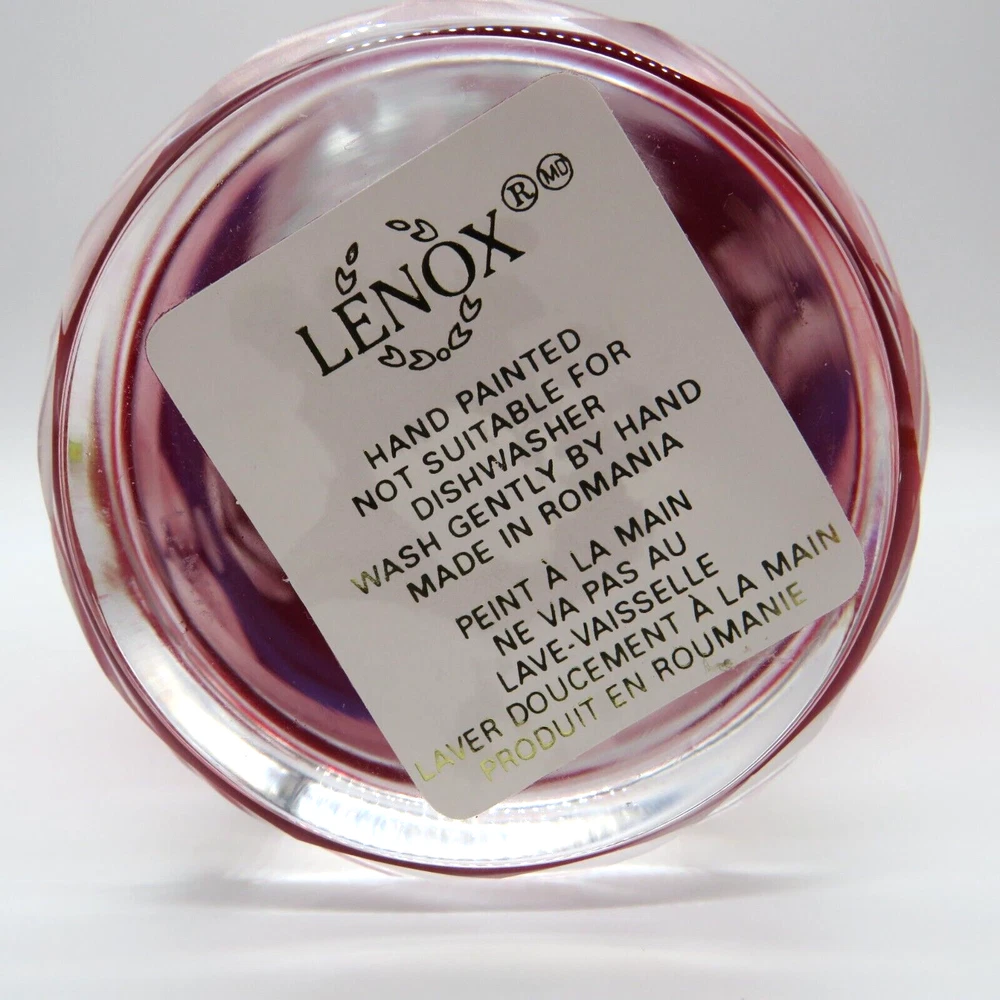 LENOX® MD
HAND PAINTED
NOT SUITABLE FOR
DISHWASHER
WASH GENTLY BY HAND
MADE IN ROMANIA
PEINT À LA MAIN
NE VA PAS AU
LAVE-VAISSELLE
LAVER DOUCEMENT À LA MAIN
PRODUIT EN ROUMANIE